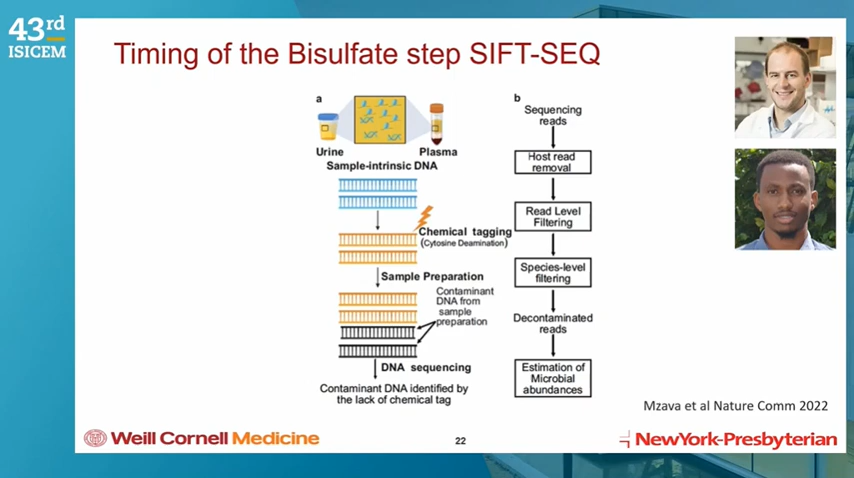 43rd
ISICEM
Timing of the Bisulfate step SIFT-SEQ
a
Urine
Plasma
Sample-intrinsic DNA
Chemical tagging
(Cytosine Deamination)
Sample Preparation
Contaminant
DNA from
sample
preparation
DNA sequencing
Contaminant DNA identified by
the lack of chemical tag
b
Sequencing
reads
Host read
removal
Read Level
Filtering
Species-level
filtering
Decontaminated
reads
Estimation of
Microbial
abundances
Mzava et al Nature Comm 2022
Weill Cornell Medicine
22
NewYork-Presbyterian